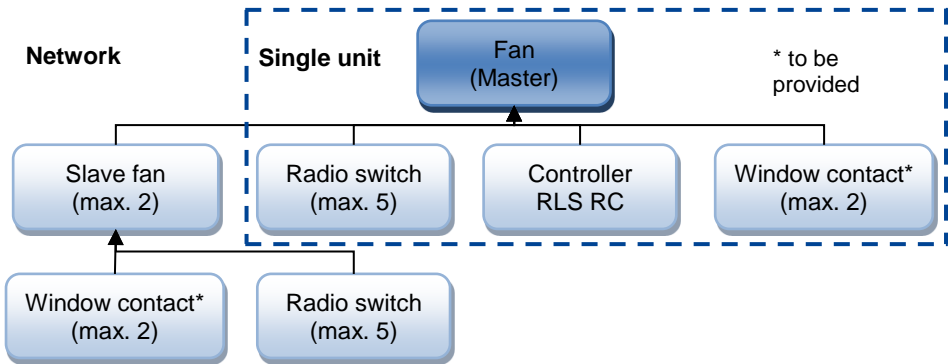 Network
Single unit
Fan
(Master)
* to be
provided
Slave fan
(max. 2)
Radio switch
(max. 5)
Controller
RLS RC
Window contact*
(max. 2)
Window contact*
(max. 2)
Radio switch
(max. 5)